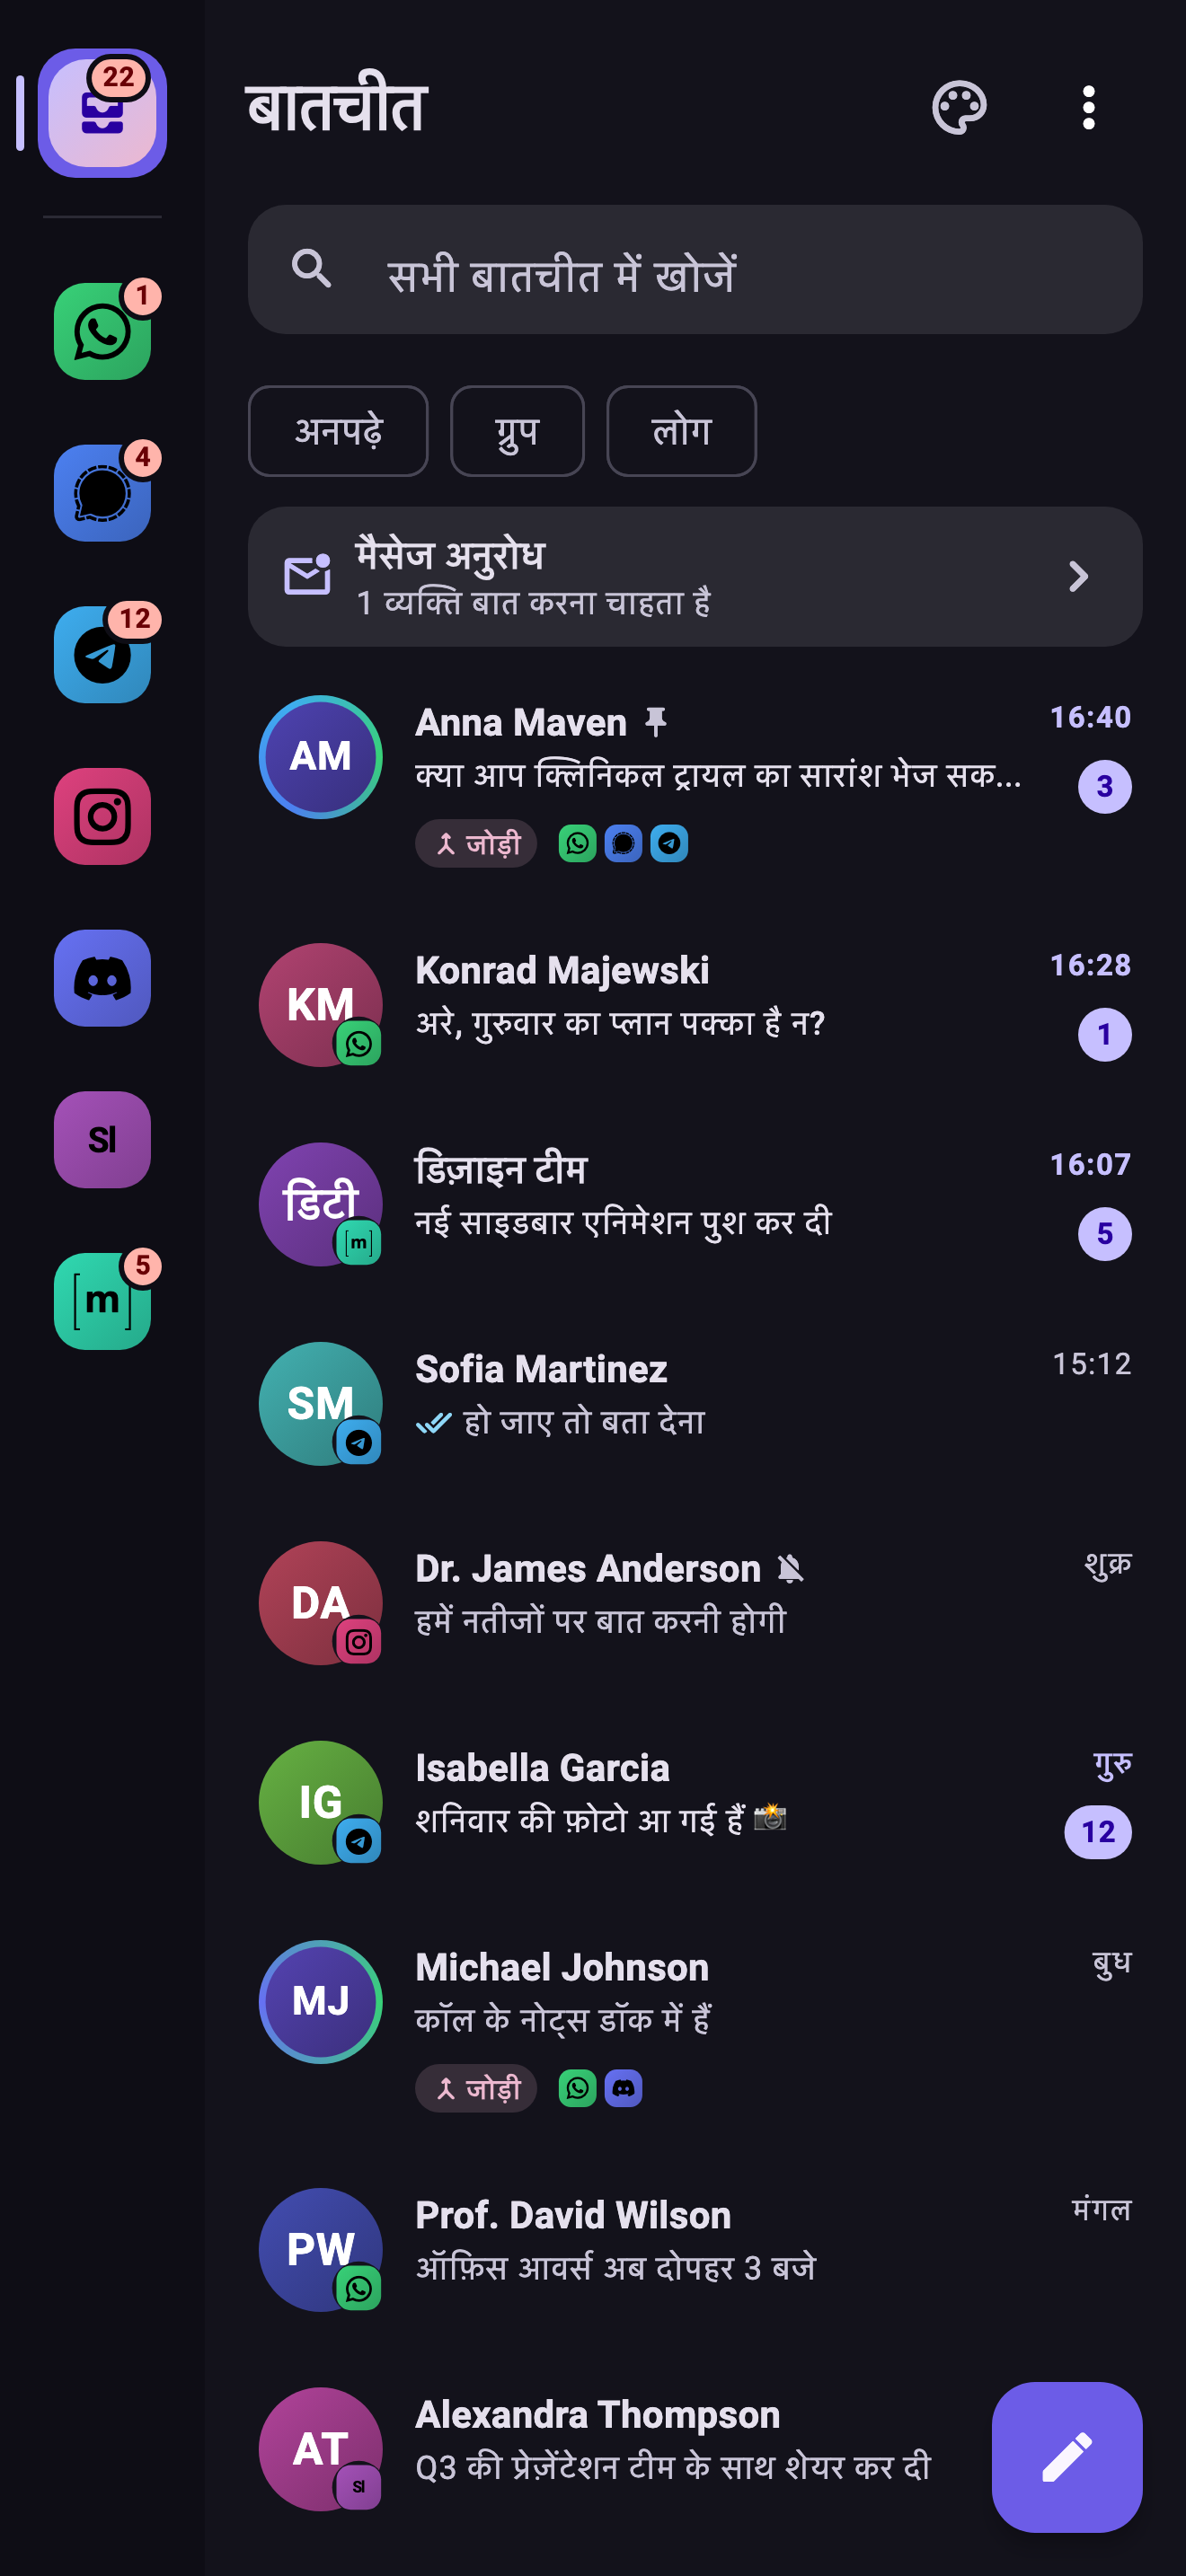 22
बातचीत
सभी बातचीत में खोजें
1
अनपढ़े
ग्रुप
लोग
4
मैसेज अनुरोध
1 व्यक्ति बात करना चाहता है
12
Anna Maven
16:40
क्या आप क्लिनिकल ट्रायल का सारांश भेज सक...
3
जोड़ी
Konrad Majewski
16:28
KM
अरे, गुरुवार का प्लान पक्का है न?
1
AM
SI
डिज़ाइन टीम
16:07
डिटी
नई साइडबार एनिमेशन पुश कर दी
5
[m]
5
[m]
Sofia Martinez
15:12
SM
हो जाए तो बता देना
Dr. James Anderson
शुक्र
DA
हमें नतीजों पर बात करनी होगी
Isabella Garcia
गुरु
IG
शनिवार की फ़ोटो आ गई हैं 📸
12
Michael Johnson
बुध
MJ
कॉल के नोट्स डॉक में हैं
जोड़ी
Prof. David Wilson
मंगल
PW
ऑफ़िस आवर्स अब दोपहर 3 बजे
Alexandra Thompson
AT
Q3 की प्रेज़ेंटेशन टीम के साथ शेयर कर दी
SI